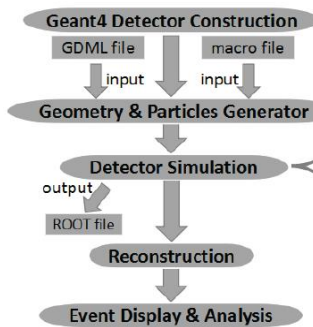 Geant4 Detector Construction
GDML file macro file
input input
Geometry & Particles Generator
Detector Simulation
output
ROOT file
Reconstruction
Event Display & Analysis